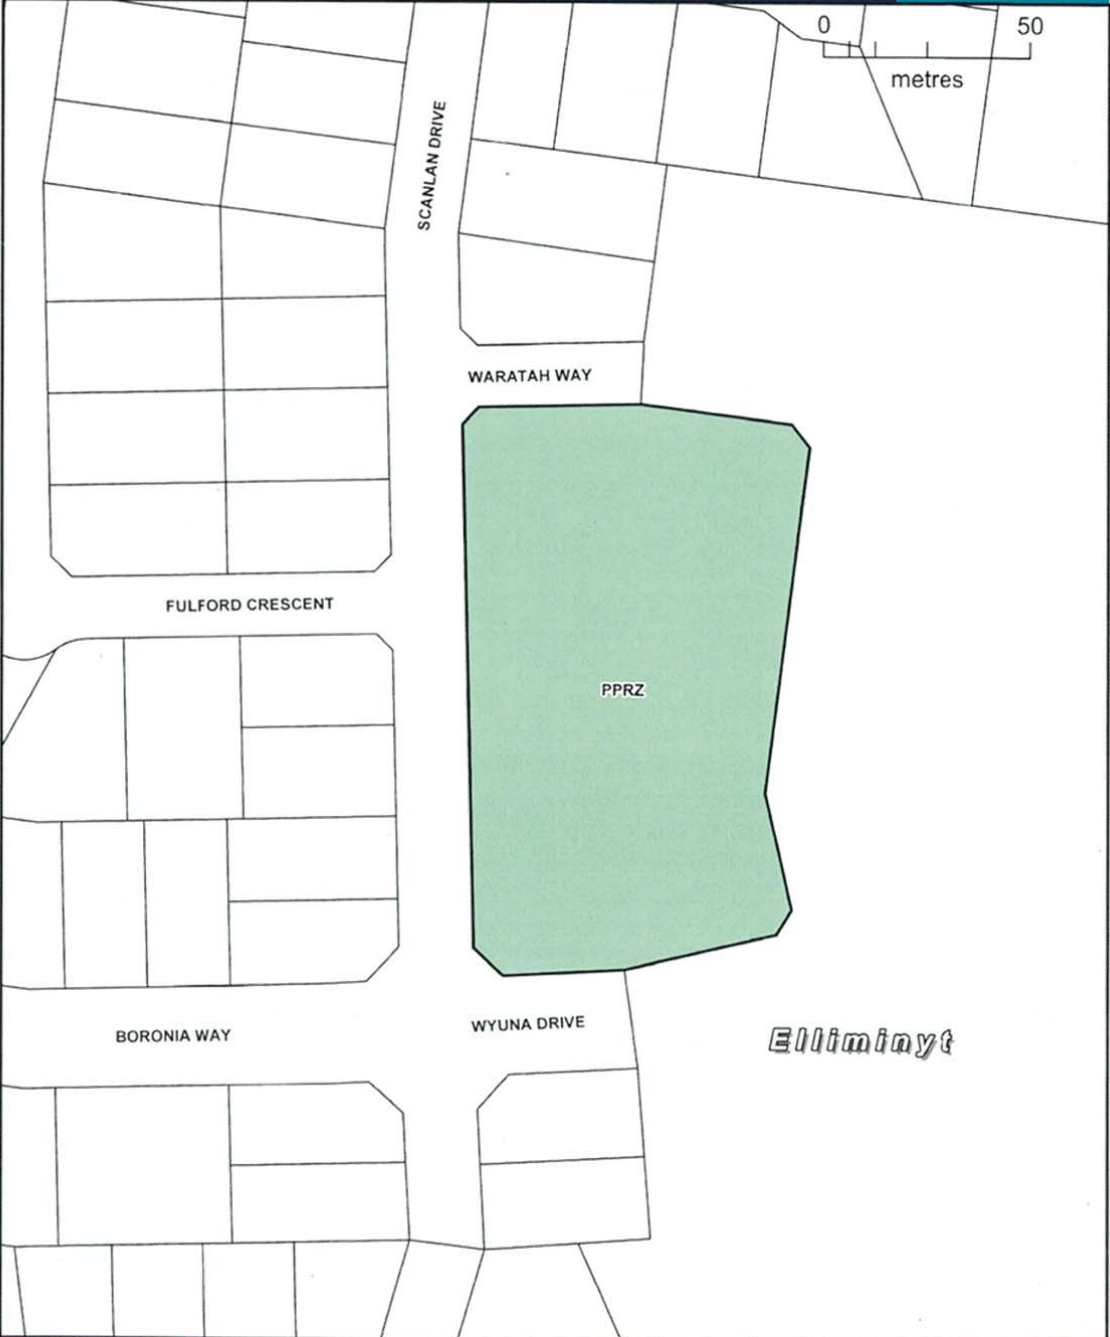 0 50
metres
SCANLAN DRIVE
WARATAH WAY
FULFORD CRESCENT
PPRZ
BORONIA WAY
WYUNA DRIVE
Elliminyt